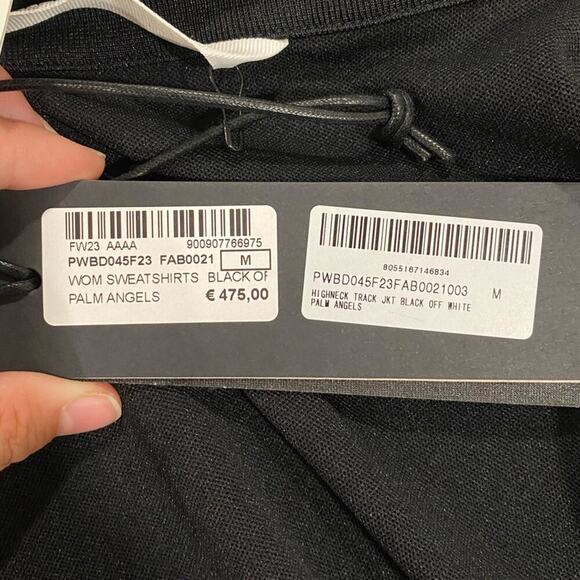 FW23 AAAA 900907766975
PWBD045F23 FAB0021 M
WOM SWEATSHIRTS BLACK OF
PALM ANGELS € 475,00
8055167146834
PWBD045F23FAB0021003 M
HIGHNECK TRACK JKT BLACK OFF WHITE
PALM ANGELS